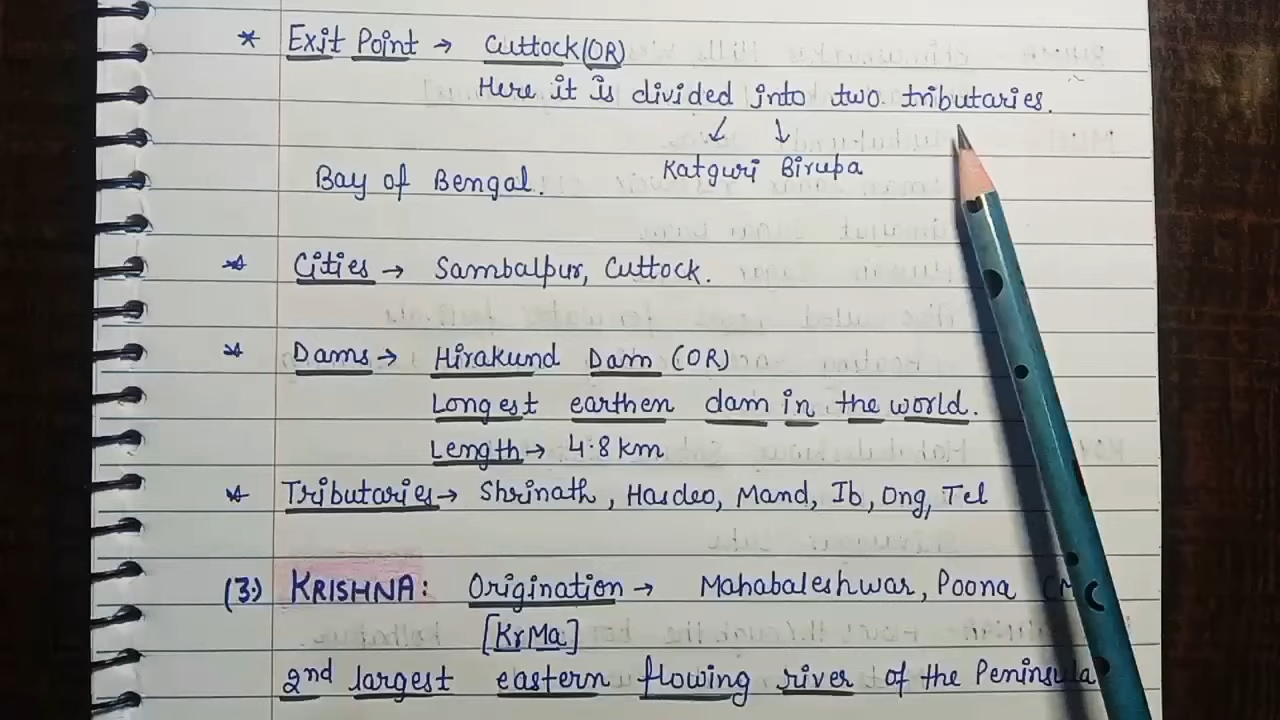 * Exit Point → Cuttock (OR)
Here it is divided into two tributaries.
↙ ↓
Katguri Birupa
Bay of Bengal.
* Cities → Sambalpur, Cuttock.
* Dams → Hirakund Dam (OR)
Longest earthen dam in the world.
Length → 4.8 km
* Tributaries → Shrinath, Hasdeo, Mand, Ib, Ong, Tel
(3.) KRISHNA: Origination → Mahabaleshwar, Poona
[KrMa]
2nd largest eastern flowing river of the Peninsula